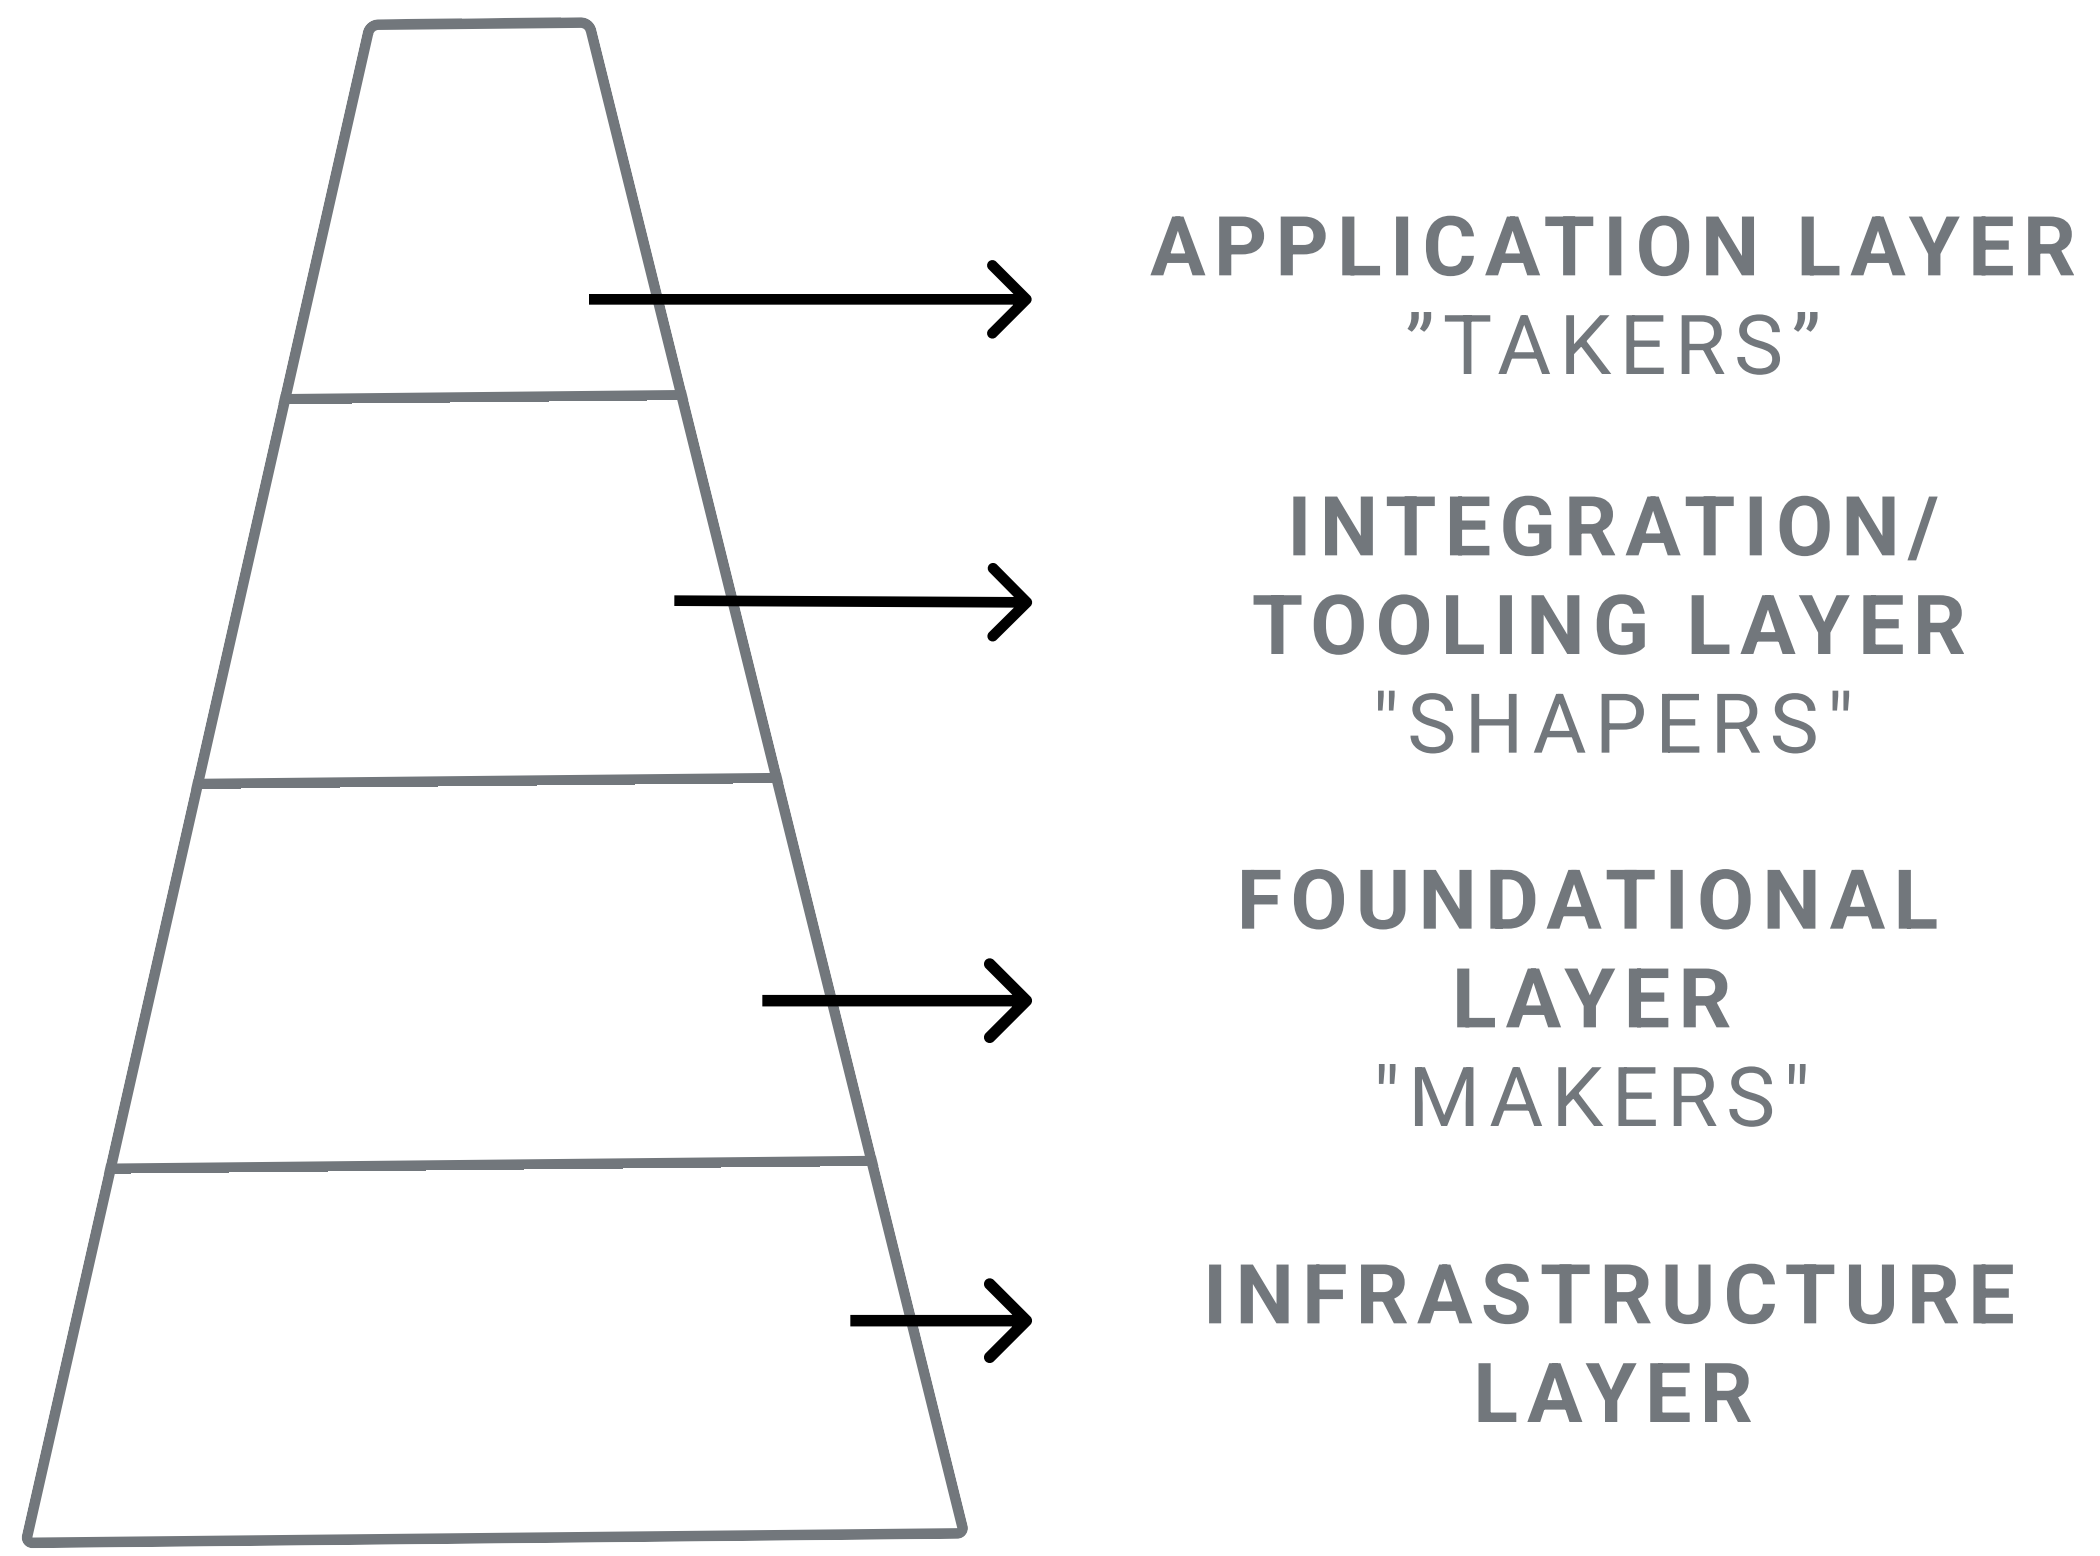 APPLICATION LAYER
”TAKERS”
INTEGRATION/
TOOLING LAYER
"SHAPERS"
FOUNDATIONAL
LAYER
"MAKERS"
INFRASTRUCTURE
LAYER